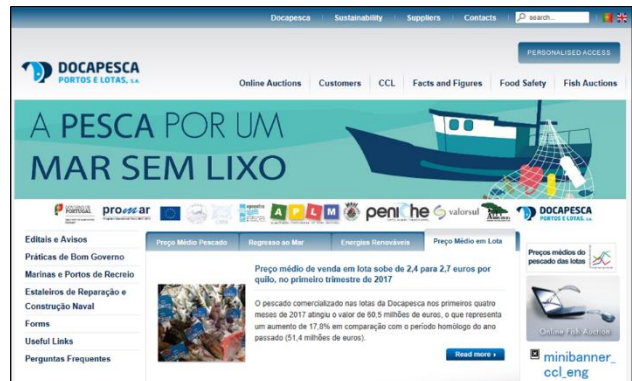 Docapesca Sustainability Suppliers Contacts search...
PERSONALISED ACCESS
DOCAPESCA
PORTOS E LOTAS, S.A.
Online Auctions Customers CCL Facts and Figures Food Safety Fish Auctions
A PESCA POR UM
MAR SEM LIXO
PORTUGAL promar APLM peniche valorsul DOCAPESCA
PORTOS E LOTAS, S.A.
Editais e Avisos
Práticas de Bom Governo
Marinas e Portos de Recreio
Estaleiros de Reparação e
Construção Naval
Forms
Useful Links
Perguntas Frequentes
Preço Médio Pescado Regresso ao Mar Energias Renováveis Preço Médio em Lota
Preço médio de venda em lota sobe de 2,4 para 2,7 euros por
quilo, no primeiro trimestre de 2017
O pescado comercializado nas lotas da Docapesca nos primeiros quatro
meses de 2017 atingiu o valor de 60,5 milhões de euros, o que representa
um aumento de 17,8% em comparação com o período homólogo do ano
passado (51,4 milhões de euros).
Read more
Preços médios do
pescado das lotas
Online Fish Auction
minibanner_
ccl_eng